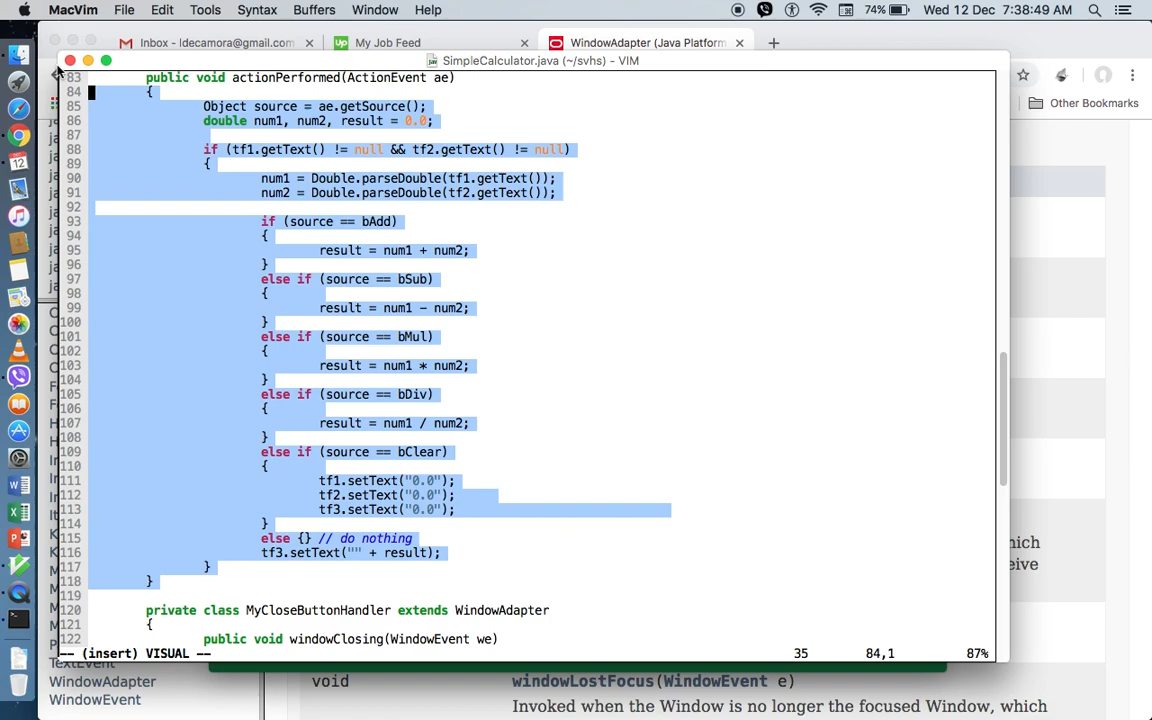 MacVim File Edit Tools Syntax Buffers Window Help 74% Wed 12 Dec 7:38:49 AM
Inbox - ldecamora@gmail.com
My Job Feed
WindowAdapter (Java Platform
SimpleCalculator.java (~/svhs) - VIM
Other Bookmarks
83 public void actionPerformed(ActionEvent ae)
84 {
85 Object source = ae.getSource();
86 double num1, num2, result = 0.0;
87
88 if (tf1.getText() != null && tf2.getText() != null)
89 {
90 num1 = Double.parseDouble(tf1.getText());
91 num2 = Double.parseDouble(tf2.getText());
92
93 if (source == bAdd)
94 {
95 result = num1 + num2;
96 }
97 else if (source == bSub)
98 {
99 result = num1 - num2;
100 }
101 else if (source == bMul)
102 {
103 result = num1 * num2;
104 }
105 else if (source == bDiv)
106 {
107 result = num1 / num2;
108 }
109 else if (source == bClear)
110 {
111 tf1.setText("0.0");
112 tf2.setText("0.0");
113 tf3.setText("0.0");
114 }
115 else {} // do nothing
116 tf3.setText("" + result);
117 }
118 }
119
120 private class MyCloseButtonHandler extends WindowAdapter
121 {
122 public void windowClosing(WindowEvent we)
-- (insert) VISUAL -- 35 84,1 87%
TextEvent
WindowAdapter
WindowEvent
void windowLostFocus(WindowEvent e)
Invoked when the Window is no longer the focused Window, which